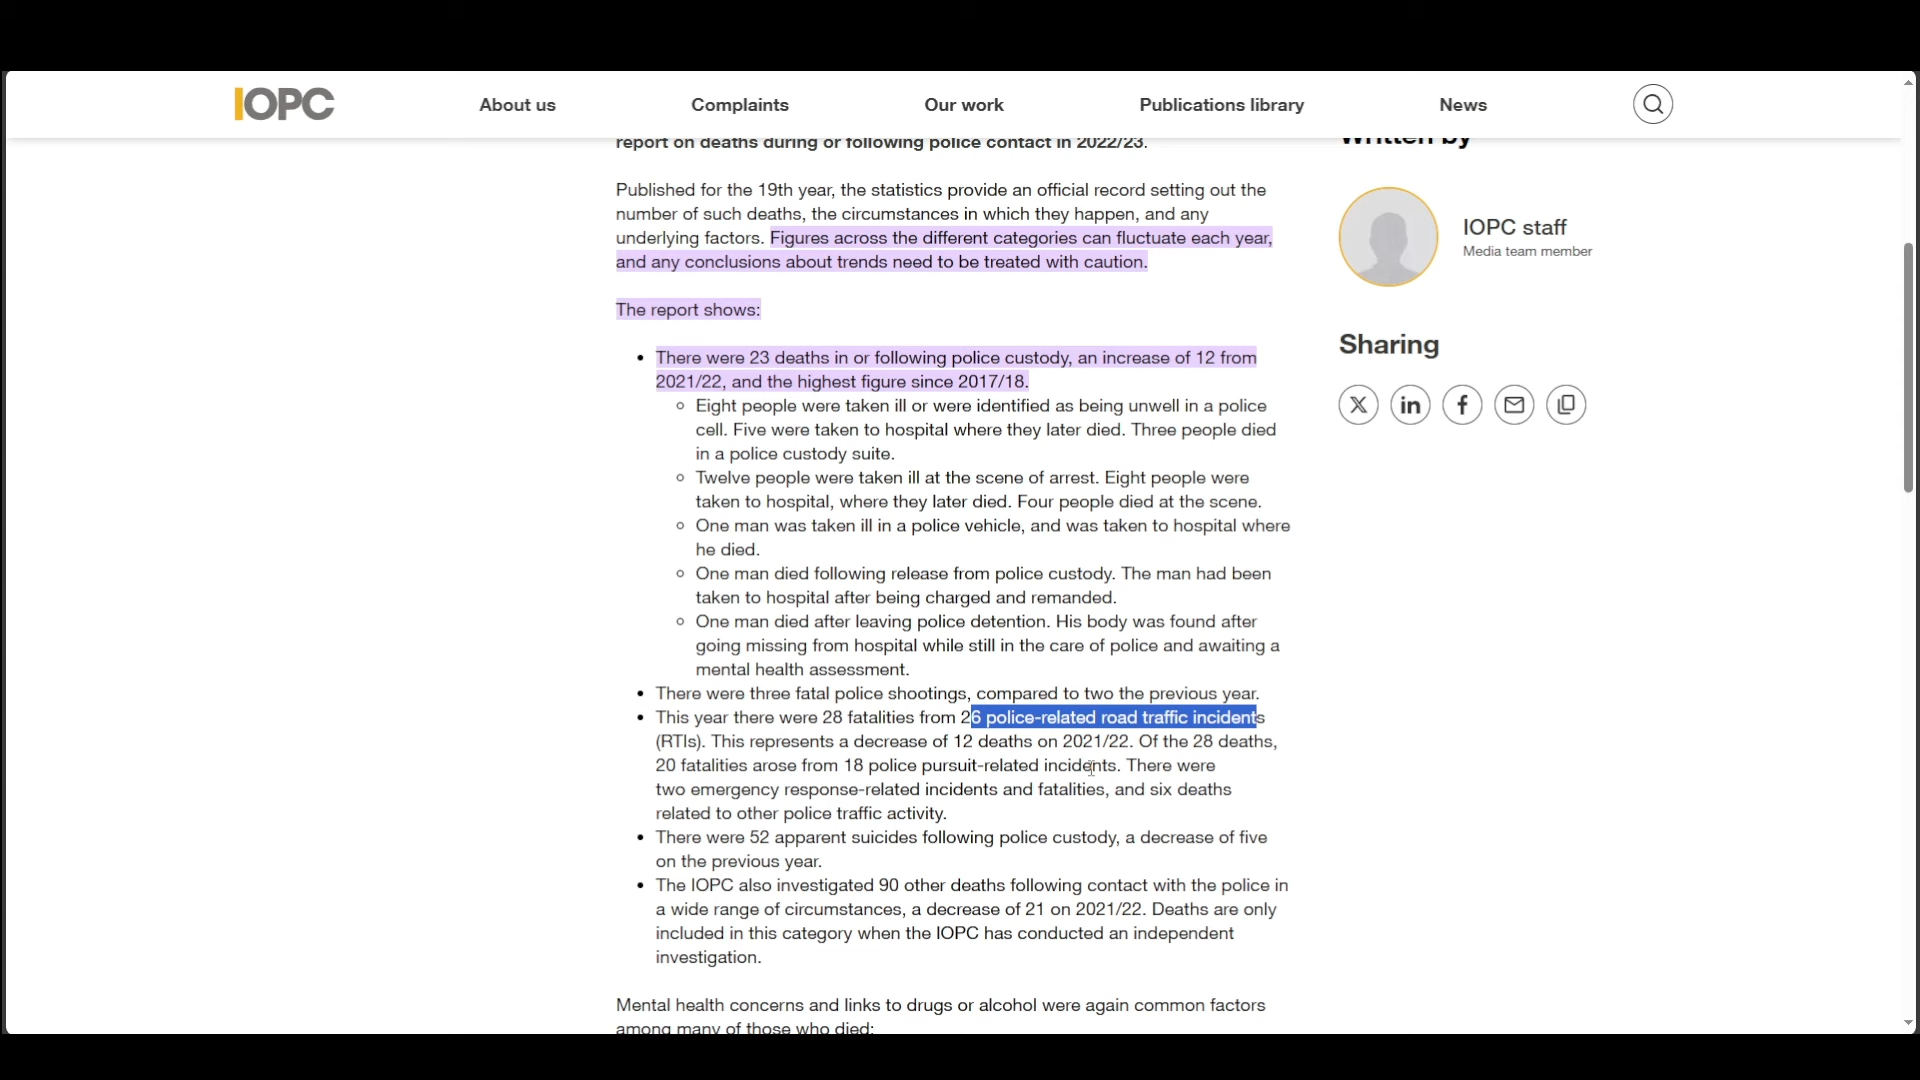 IOPC
About us
Complaints
Our work
Publications library
News
report on deaths during or following police contact in 2022/23.
Published for the 19th year, the statistics provide an official record setting out the
number of such deaths, the circumstances in which they happen, and any
underlying factors. Figures across the different categories can fluctuate each year,
and any conclusions about trends need to be treated with caution.
The report shows:
• There were 23 deaths in or following police custody, an increase of 12 from
2021/22, and the highest figure since 2017/18.
◦ Eight people were taken ill or were identified as being unwell in a police
cell. Five were taken to hospital where they later died. Three people died
in a police custody suite.
◦ Twelve people were taken ill at the scene of arrest. Eight people were
taken to hospital, where they later died. Four people died at the scene.
◦ One man was taken ill in a police vehicle, and was taken to hospital where
he died.
◦ One man died following release from police custody. The man had been
taken to hospital after being charged and remanded.
◦ One man died after leaving police detention. His body was found after
going missing from hospital while still in the care of police and awaiting a
mental health assessment.
• There were three fatal police shootings, compared to two the previous year.
• This year there were 28 fatalities from 26 police-related road traffic incidents
(RTIs). This represents a decrease of 12 deaths on 2021/22. Of the 28 deaths,
20 fatalities arose from 18 police pursuit-related incidents. There were
two emergency response-related incidents and fatalities, and six deaths
related to other police traffic activity.
• There were 52 apparent suicides following police custody, a decrease of five
on the previous year.
• The IOPC also investigated 90 other deaths following contact with the police in
a wide range of circumstances, a decrease of 21 on 2021/22. Deaths are only
included in this category when the IOPC has conducted an independent
investigation.
Mental health concerns and links to drugs or alcohol were again common factors
among many of those who died:
Written by
IOPC staff
Media team member
Sharing